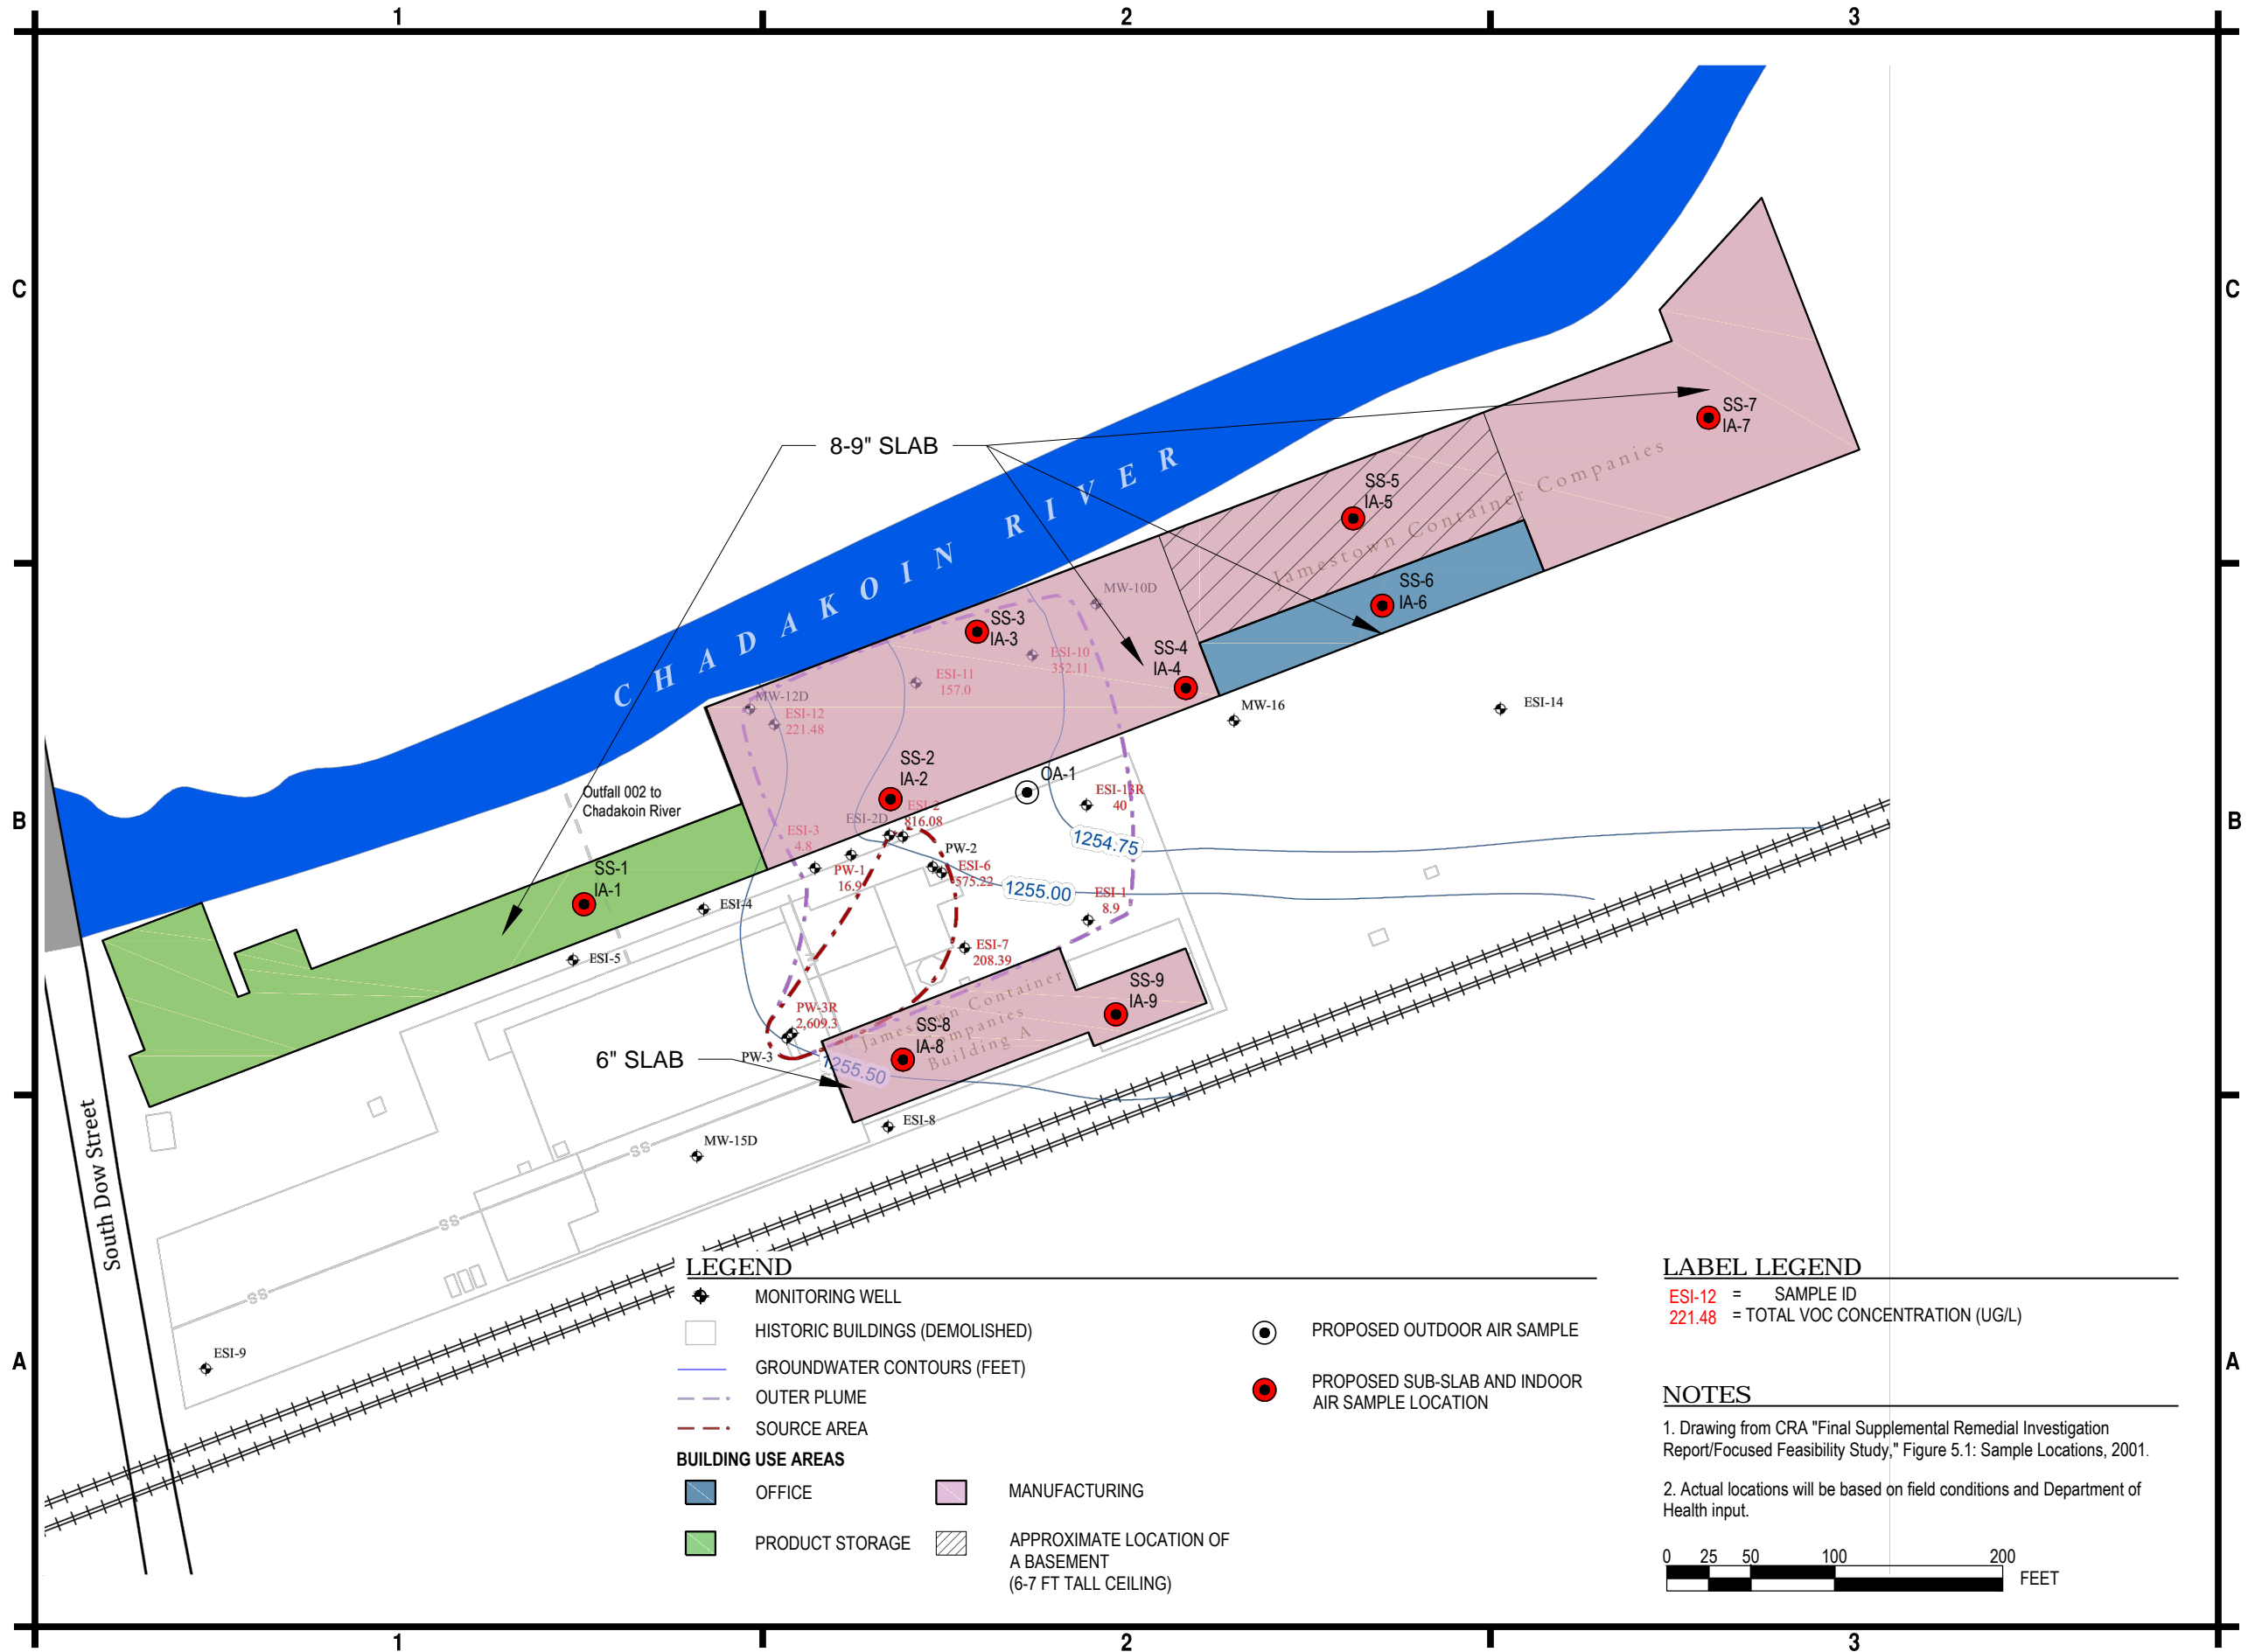 1
2
3
C
C
8-9" SLAB
SS-7
IA-7
SS-5
IA-5
Jamestown Container Companies
CHADAKOIN RIVER
SS-6
IA-6
MW-10D
SS-3
IA-3
SS-4
IA-4
ESI-10
352.11
ESI-11
157.0
MW-12D
ESI-12
221.48
MW-16
ESI-14
SS-2
IA-2
OA-1
Outfall 002 to
Chadakoin River
ESI-13R
40
ESI-2
816.08
ESI-2D
B
B
ESI-3
4.8
1254.75
PW-2
PW-1
16.9
ESI-6
575.22
SS-1
IA-1
1255.00
ESI-1
8.9
ESI-4
ESI-5
ESI-7
208.39
SS-9
IA-9
PW-3R
2,609.3
Jamestown Container
Companies
Building A
SS-8
IA-8
PW-3
6" SLAB
1255.50
ESI-8
MW-15D
SS
SS
SS
South Dow Street
ESI-9
A
A
LEGEND
MONITORING WELL
HISTORIC BUILDINGS (DEMOLISHED)
GROUNDWATER CONTOURS (FEET)
OUTER PLUME
SOURCE AREA
PROPOSED OUTDOOR AIR SAMPLE
PROPOSED SUB-SLAB AND INDOOR
AIR SAMPLE LOCATION
BUILDING USE AREAS
OFFICE
MANUFACTURING
PRODUCT STORAGE
APPROXIMATE LOCATION OF
A BASEMENT
(6-7 FT TALL CEILING)
LABEL LEGEND
ESI-12 = SAMPLE ID
221.48 = TOTAL VOC CONCENTRATION (UG/L)
NOTES
1. Drawing from CRA "Final Supplemental Remedial Investigation
Report/Focused Feasibility Study," Figure 5.1: Sample Locations, 2001.
2. Actual locations will be based on field conditions and Department of
Health input.
0 25 50 100 200
FEET
1
2
3